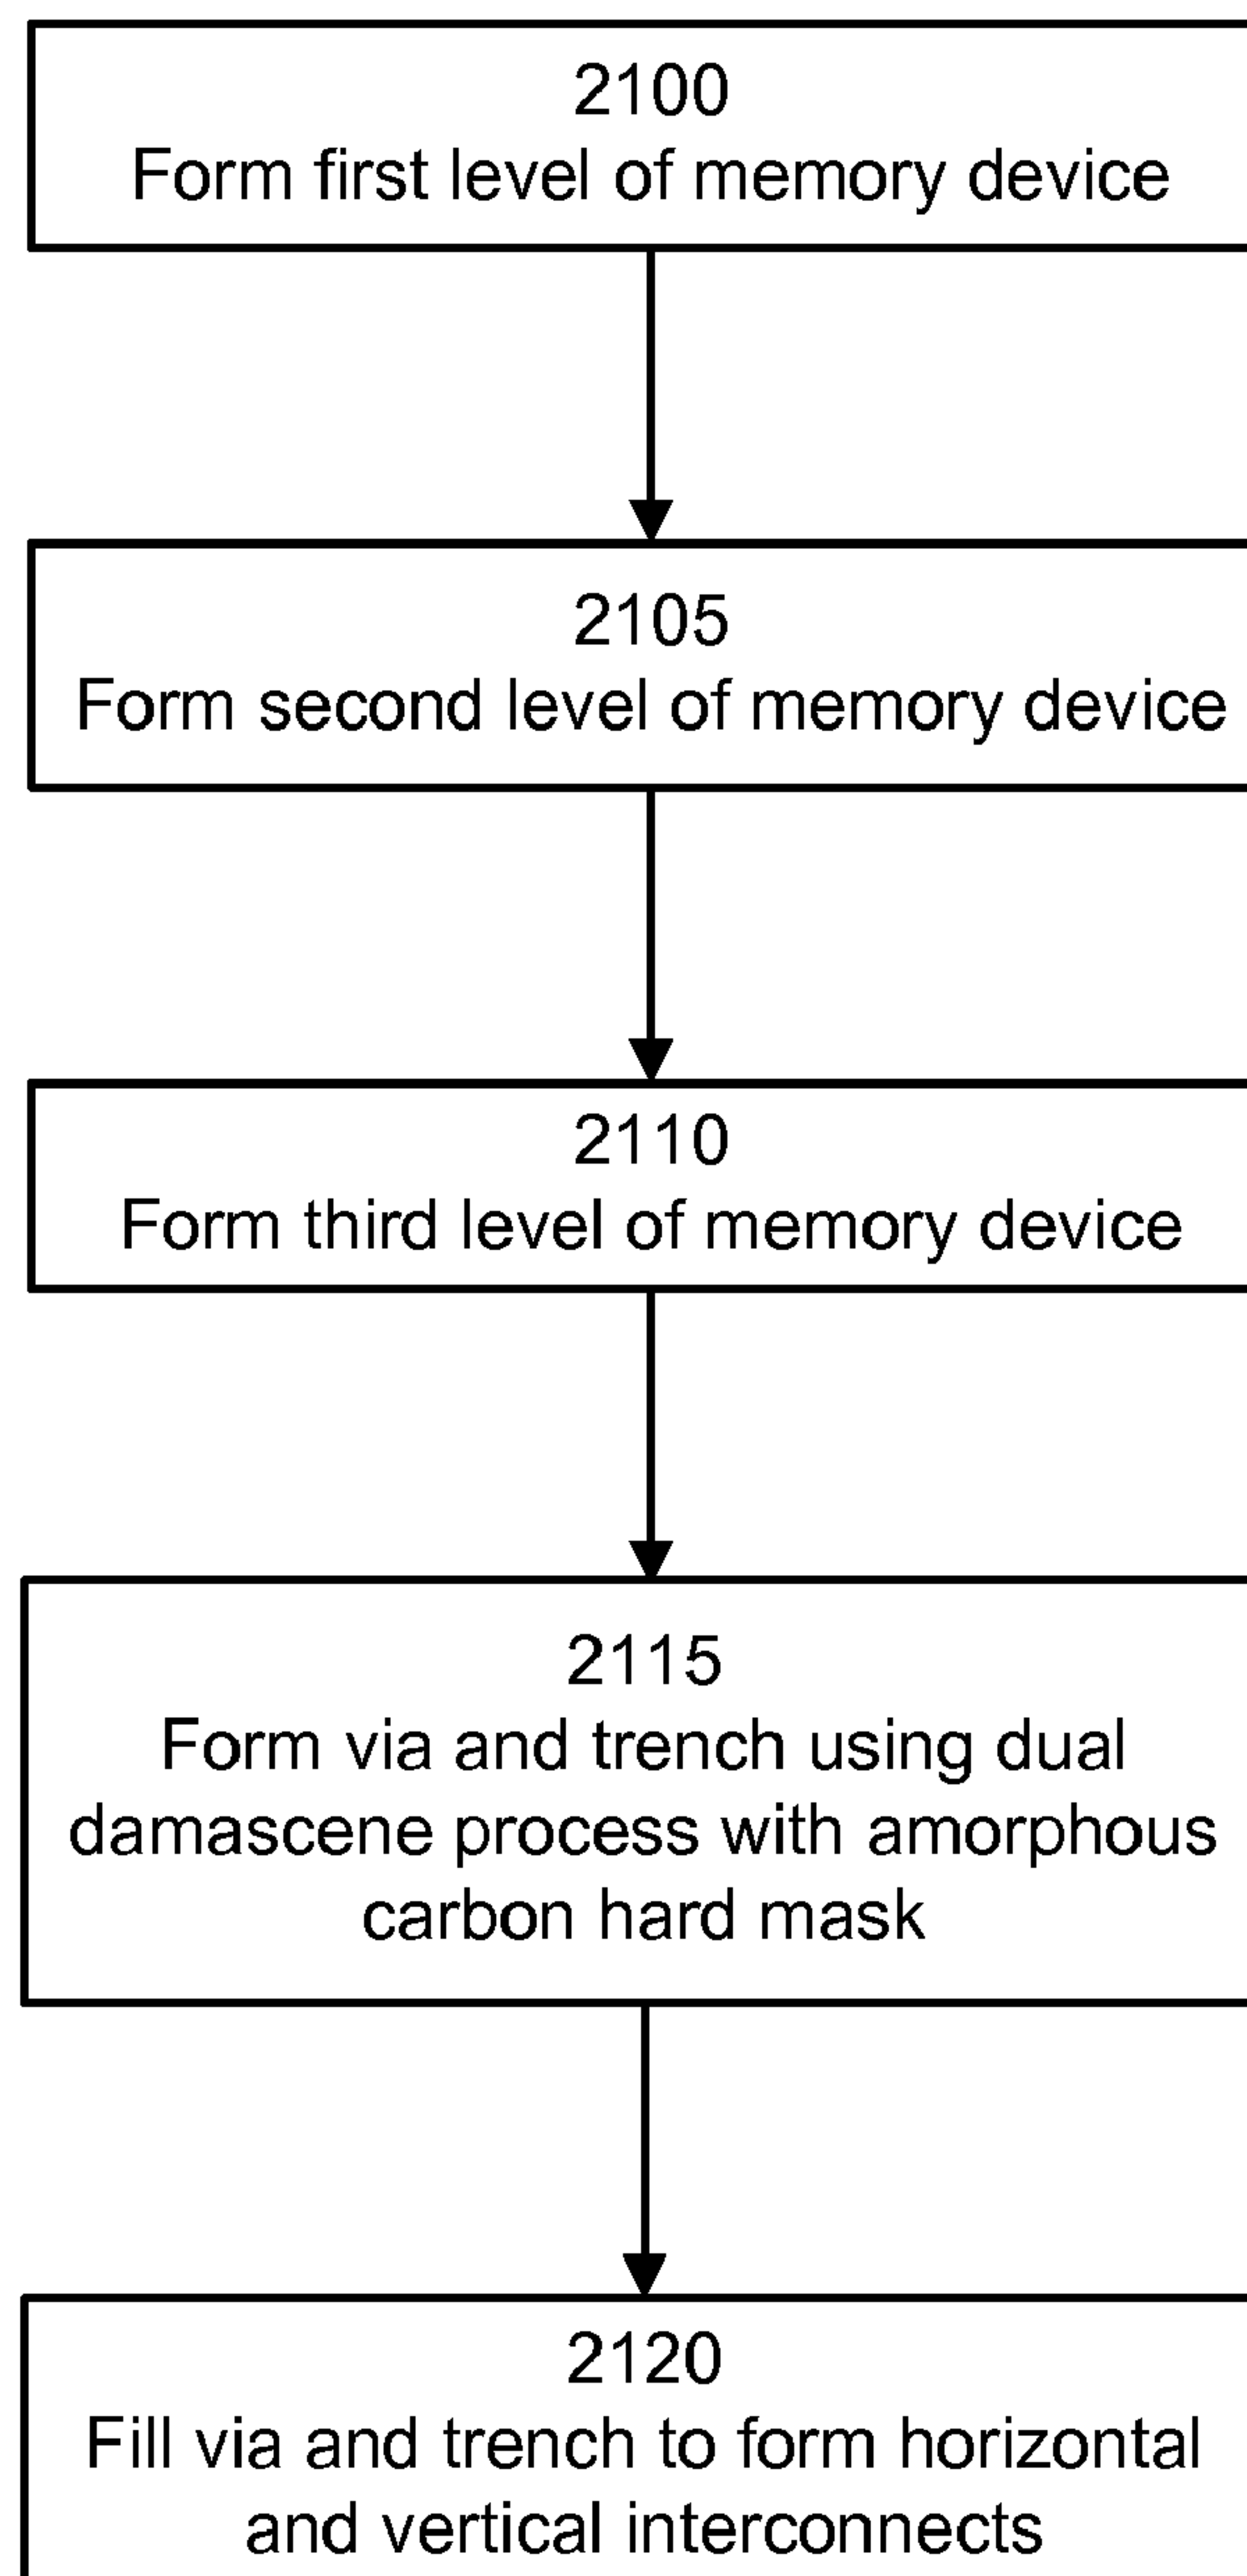 2100
Form first level of memory device
2105
Form second level of memory device
2110
Form third level of memory device
2115
Form via and trench using dual
damascene process with amorphous
carbon hard mask
2120
Fill via and trench to form horizontal
and vertical interconnects